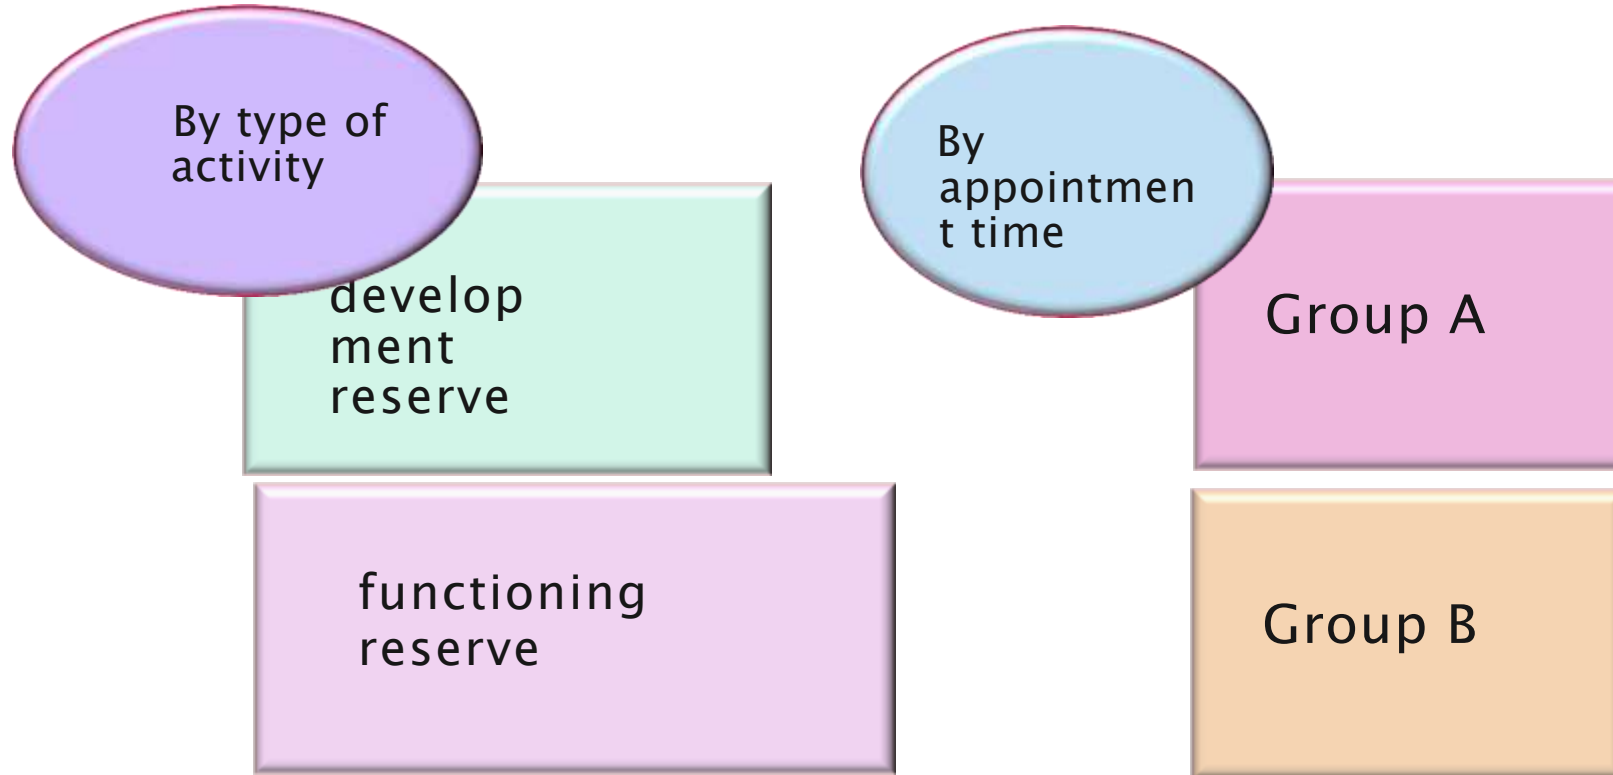 By type of
activity
develop
ment
reserve
functioning
reserve
By
appointmen
t time
Group A
Group B